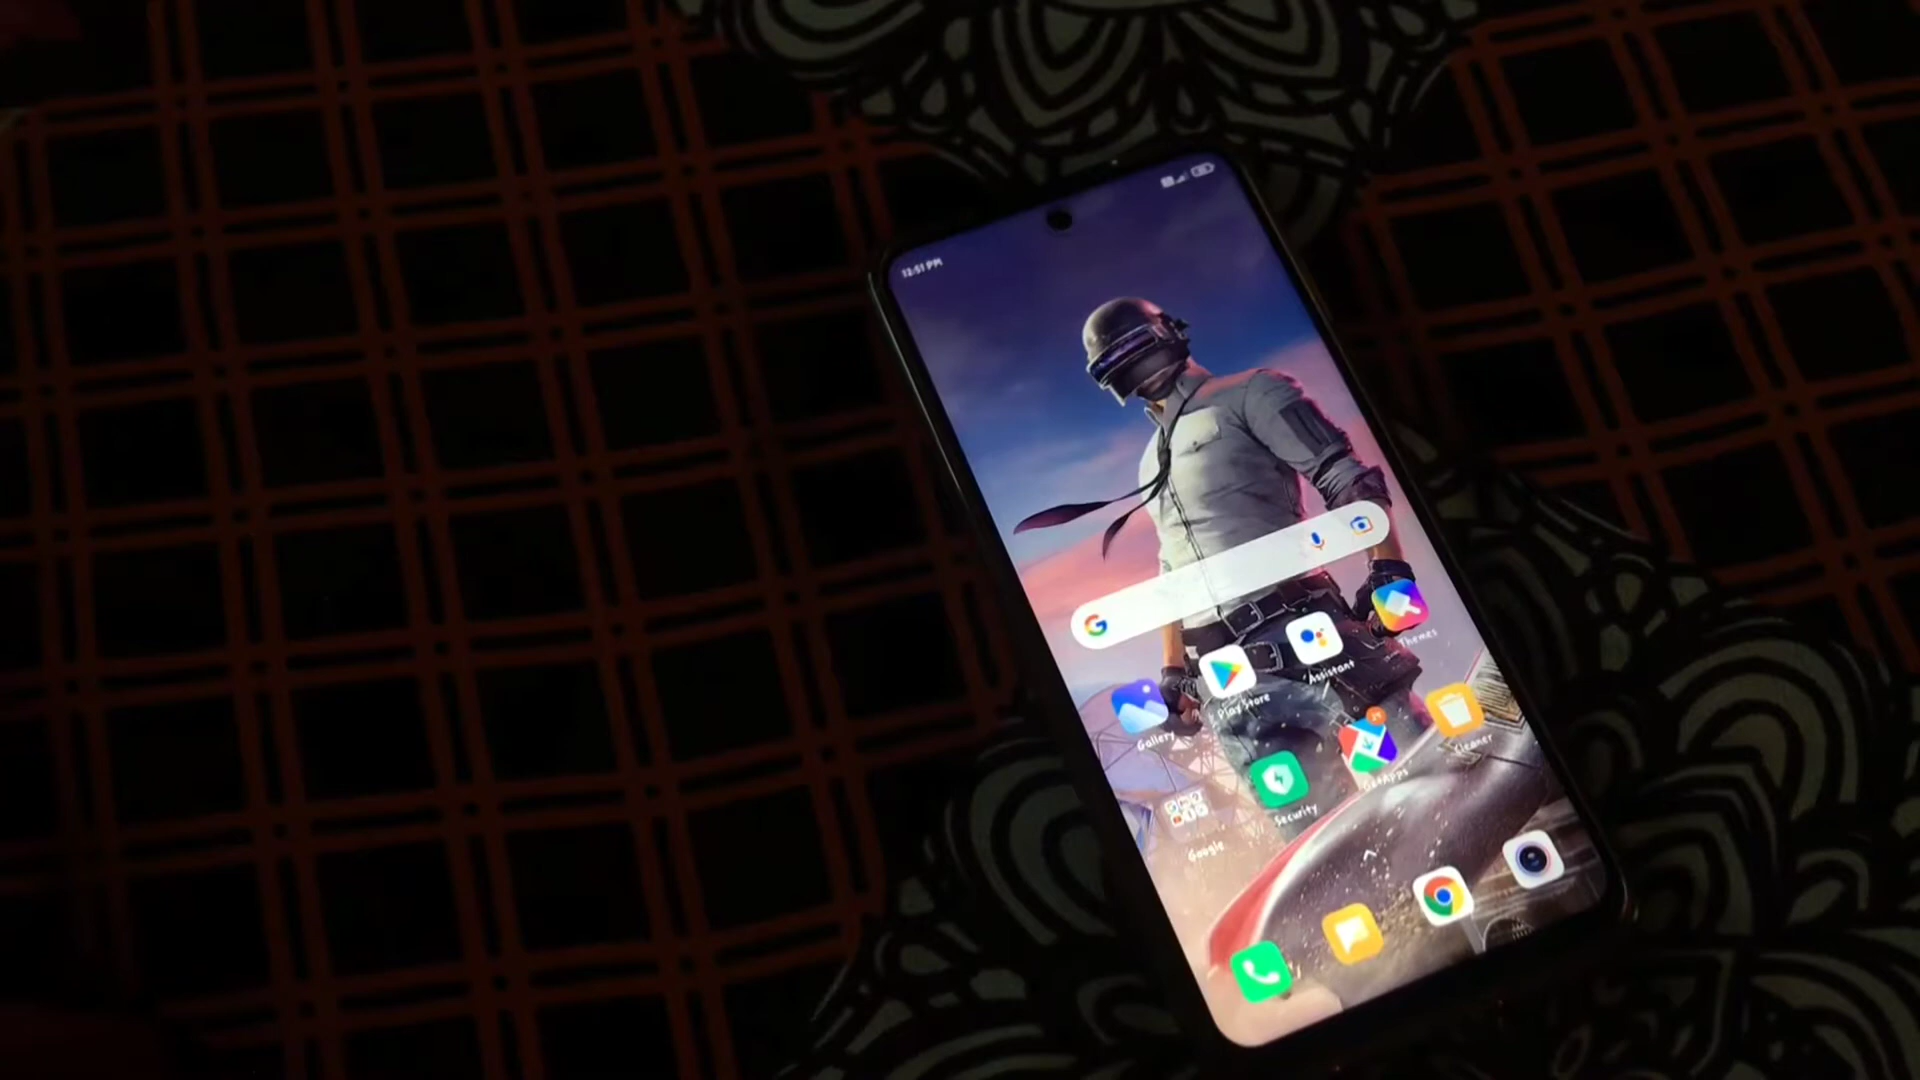 12:51 PM
Themes
Assistant
Play Store
Gallery
Cleaner
GetApps
Security
Google